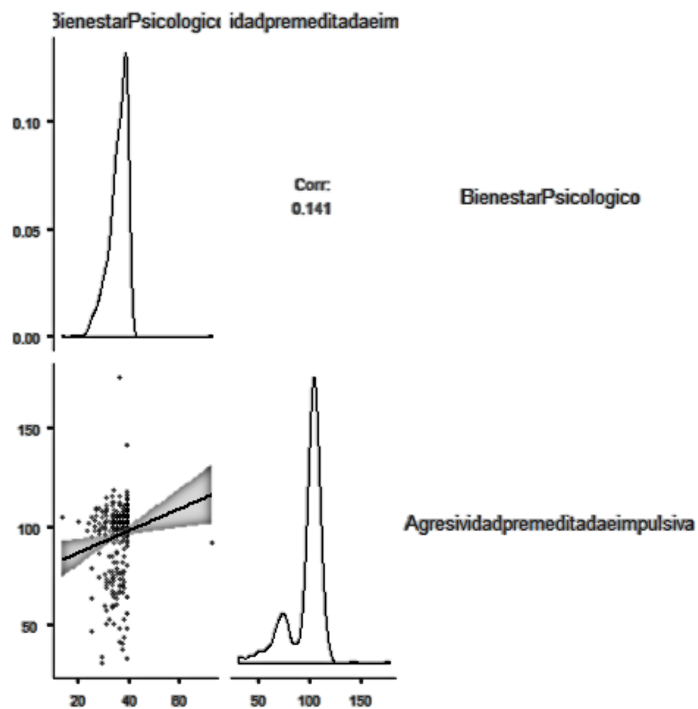 BienestarPsicologic idadpremeditadaeim
0.10
Corr:
0.141
BienestarPsicologico
0.05
0.00
150
100
Agresividadpremeditadaeimpulsiva
50
20 40 60 50 100 150